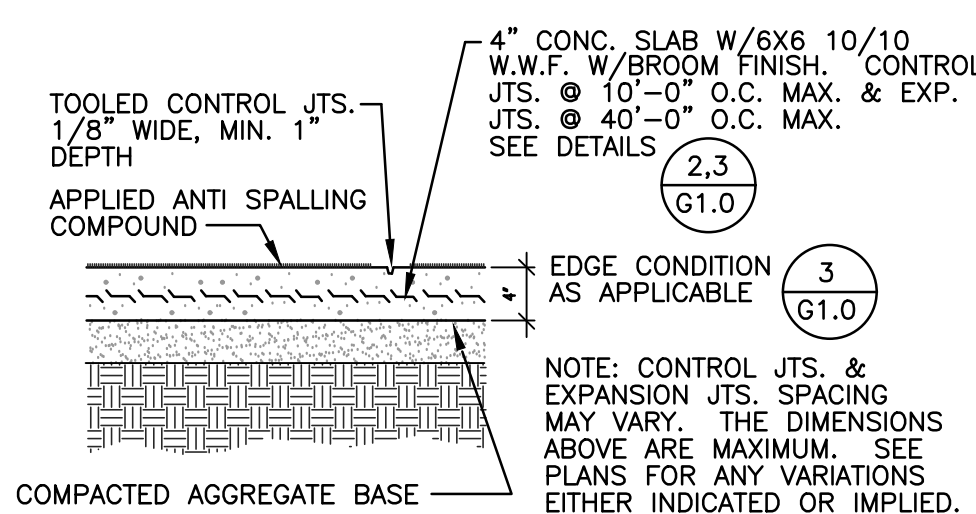 4" CONC. SLAB W/6X6 10/10
W.W.F. W/BROOM FINISH. CONTROL
JTS. @ 10'-0" O.C. MAX. & EXP.
JTS. @ 40'-0" O.C. MAX.
SEE DETAILS
2,3
G1.0
TOOLED CONTROL JTS.
1/8" WIDE, MIN. 1"
DEPTH
APPLIED ANTI SPALLING
COMPOUND
4"
EDGE CONDITION
AS APPLICABLE
3
G1.0
NOTE: CONTROL JTS. &
EXPANSION JTS. SPACING
MAY VARY. THE DIMENSIONS
ABOVE ARE MAXIMUM. SEE
PLANS FOR ANY VARIATIONS
EITHER INDICATED OR IMPLIED.
COMPACTED AGGREGATE BASE